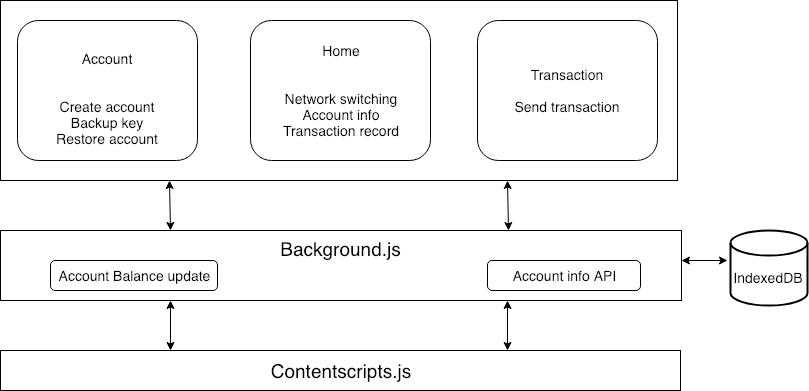 Account
Create account
Backup key
Restore account
Home
Network switching
Account info
Transaction record
Transaction
Send transaction
Background.js
Account Balance update
Account info API
IndexedDB
Contentscripts.js